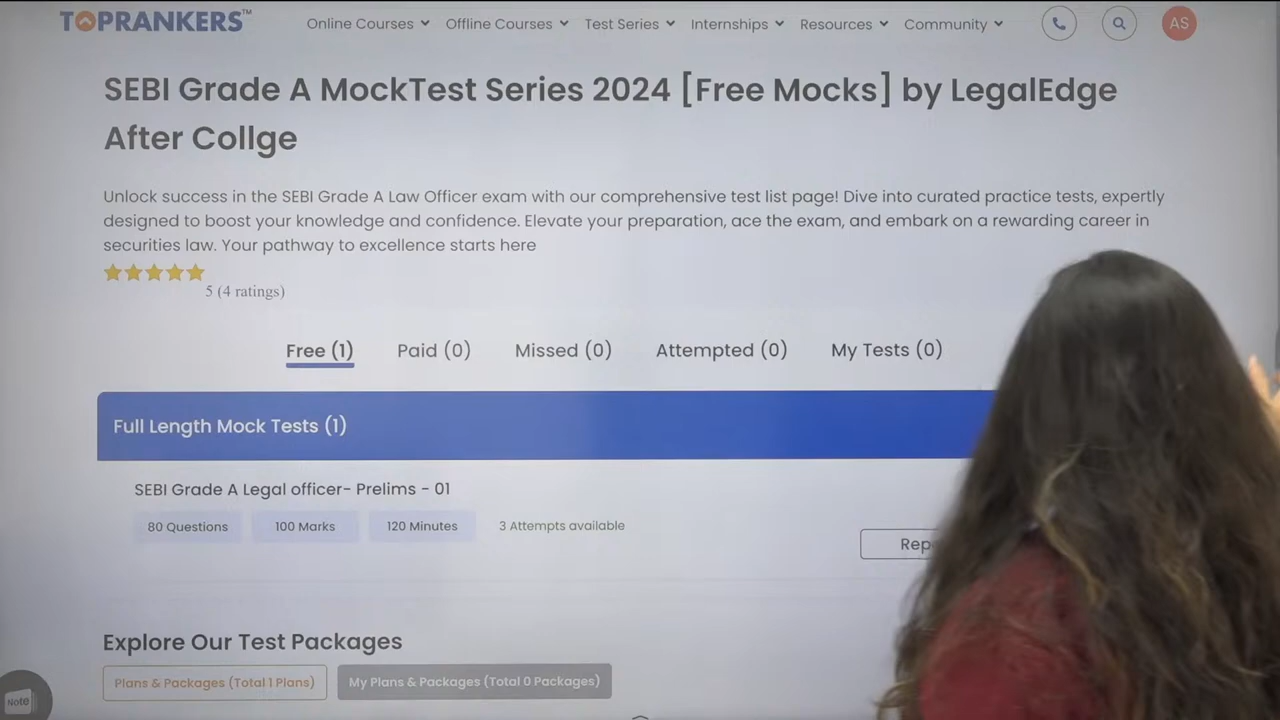 TOPRANKERS™
Online Courses
Offline Courses
Test Series
Internships
Resources
Community
AS
SEBI Grade A MockTest Series 2024 [Free Mocks] by LegalEdge
After Collge
Unlock success in the SEBI Grade A Law Officer exam with our comprehensive test list page! Dive into curated practice tests, expertly
designed to boost your knowledge and confidence. Elevate your preparation, ace the exam, and embark on a rewarding career in
securities law. Your pathway to excellence starts here
5 (4 ratings)
Free (1)
Paid (0)
Missed (0)
Attempted (0)
My Tests (0)
Full Length Mock Tests (1)
SEBI Grade A Legal officer- Prelims - 01
80 Questions
100 Marks
120 Minutes
3 Attempts available
Explore Our Test Packages
Plans & Packages (Total 1 Plans)
My Plans & Packages (Total 0 Packages)
Note